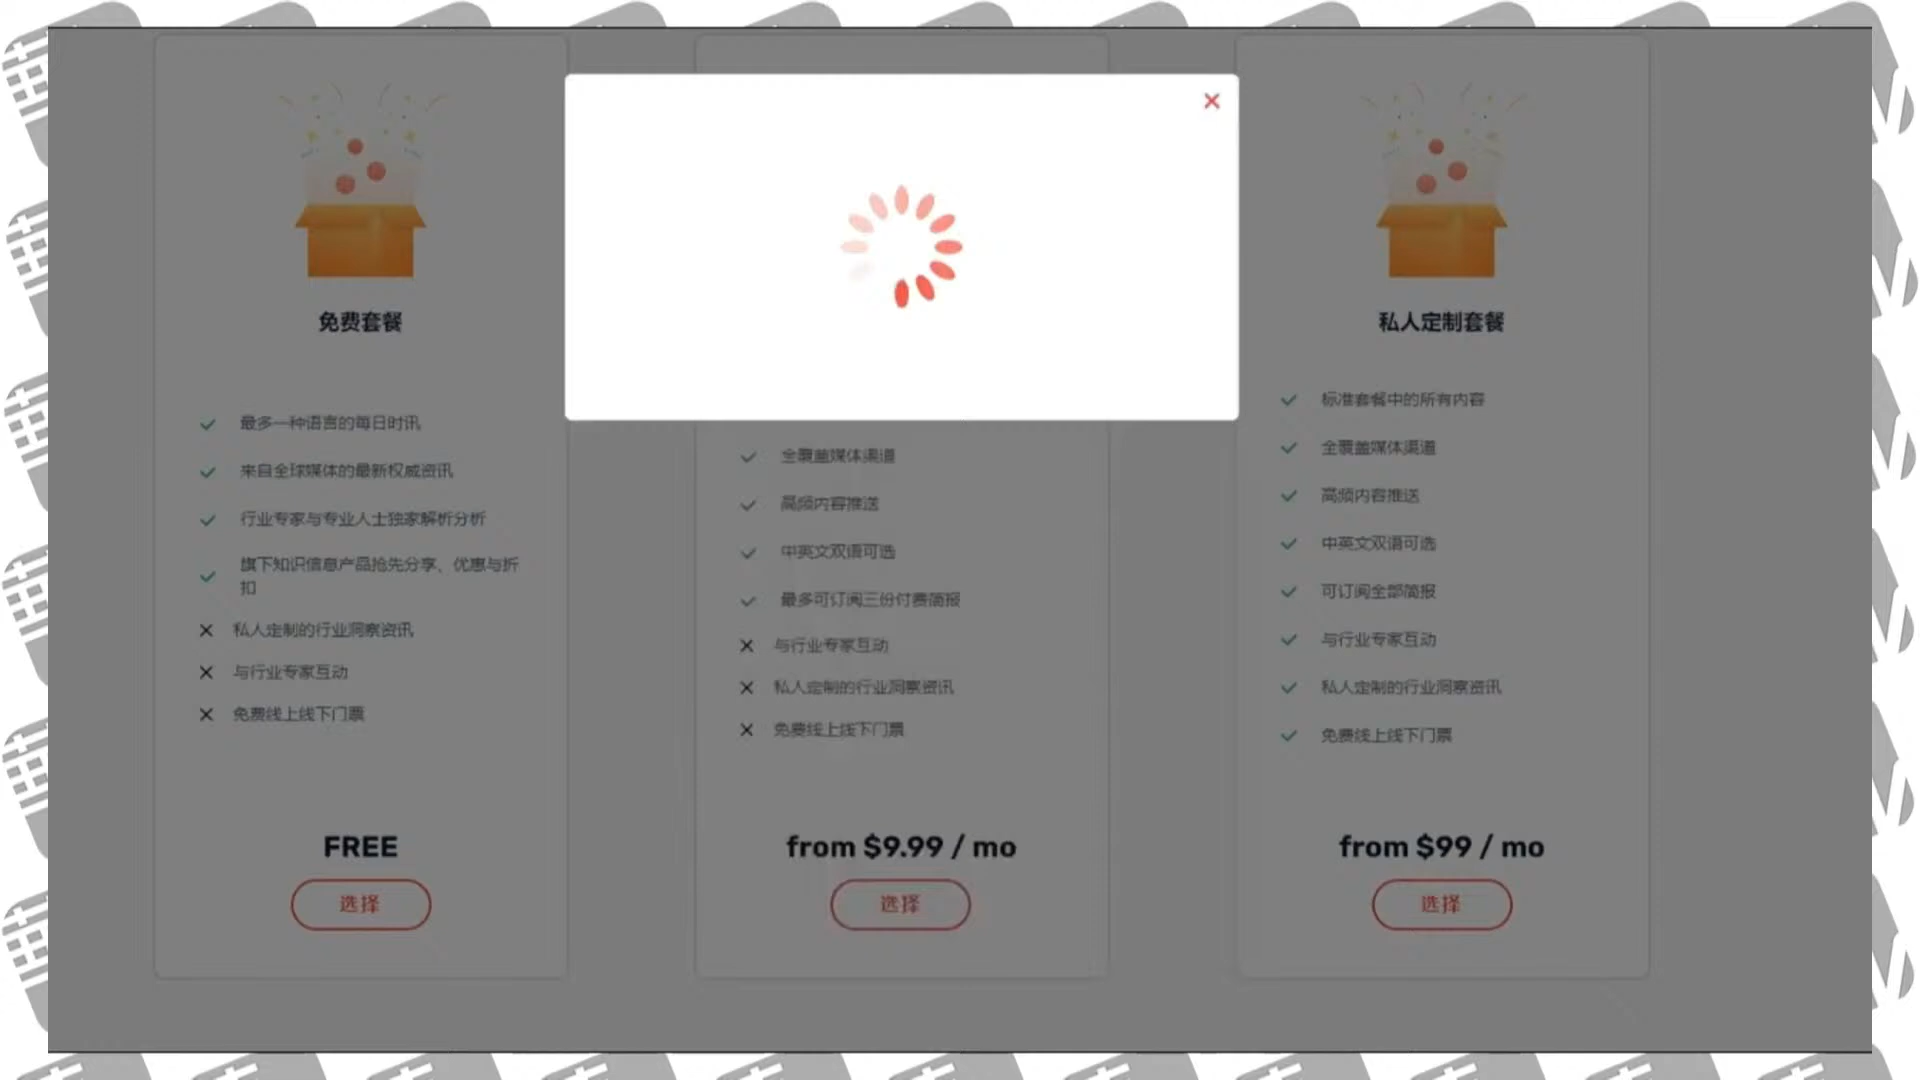 免费套餐
最多一种语言的每日时讯
来自全球媒体的最新权威资讯
行业专家与专业人士独家解析分析
旗下知识信息产品抢先分享、优惠与折
扣
私人定制的行业洞察资讯
与行业专家互动
免费线上线下门票
FREE
选择
全覆盖媒体渠道
高频内容推送
中英文双语可选
最多可订阅三份付费简报
与行业专家互动
私人定制的行业洞察资讯
免费线上线下门票
from $9.99 / mo
选择
私人定制套餐
标准套餐中的所有内容
全覆盖媒体渠道
高频内容推送
中英文双语可选
可订阅全部简报
与行业专家互动
私人定制的行业洞察资讯
免费线上线下门票
from $99 / mo
选择